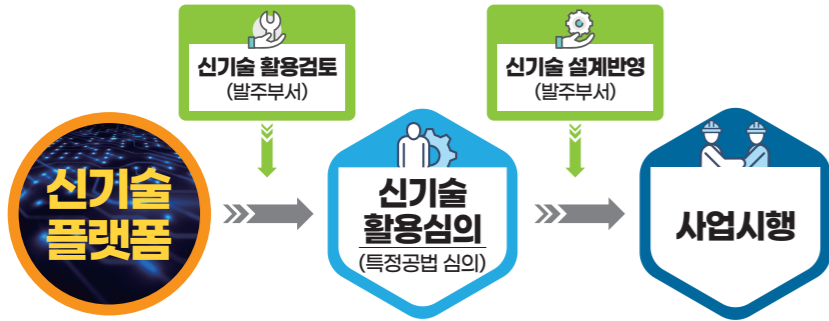 신기술 활용검토
(발주부서)
신기술 설계반영
(발주부서)
신기술
플랫폼
신기술
활용심의
(특정공법 심의)
사업시행